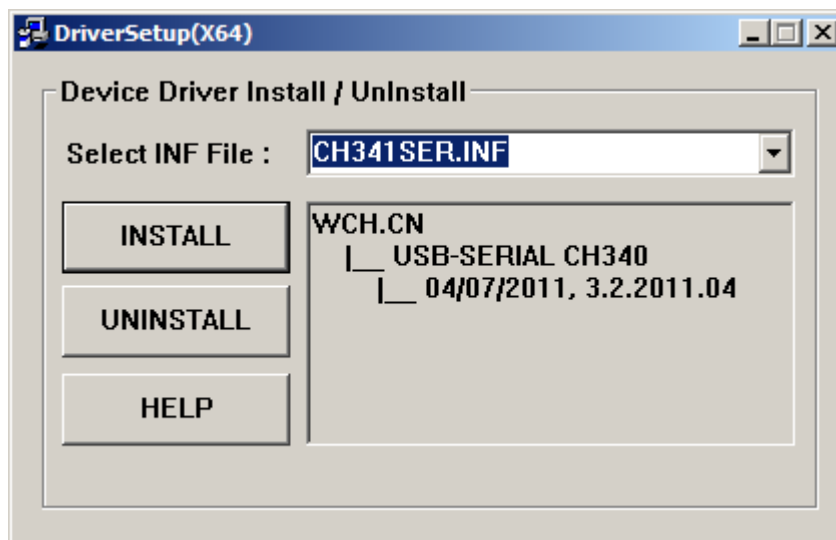 DriverSetup(X64)
Device Driver Install / UnInstall
Select INF File :
CH341SER.INF
INSTALL
UNINSTALL
HELP
WCH.CN
|__ USB-SERIAL CH340
|__ 04/07/2011, 3.2.2011.04